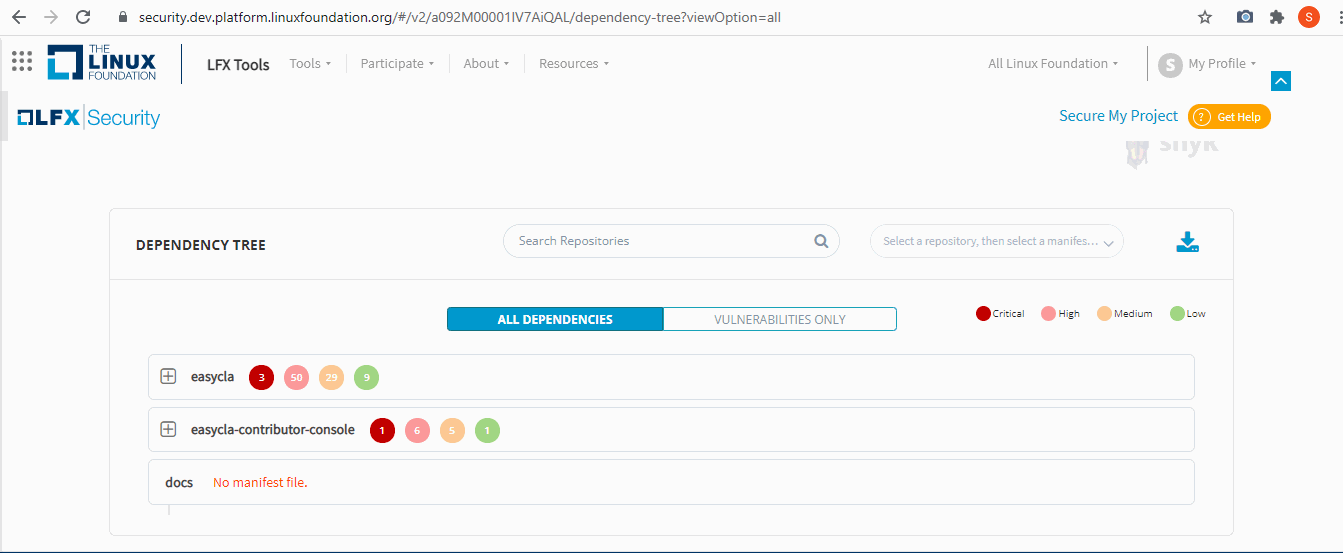 security.dev.platform.linuxfoundation.org/#/v2/a092M00001IV7AiQAL/dependency-tree?viewOption=all
S
THE LINUX FOUNDATION
LFX Tools
Tools
Participate
About
Resources
All Linux Foundation
S
My Profile
LFX Security
Secure My Project
? Get Help
snyk
DEPENDENCY TREE
Search Repositories
Select a repository, then select a manifes...
ALL DEPENDENCIES
VULNERABILITIES ONLY
Critical
High
Medium
Low
easycla 3 50 29 9
easycla-contributor-console 1 6 5 1
docs No manifest file.